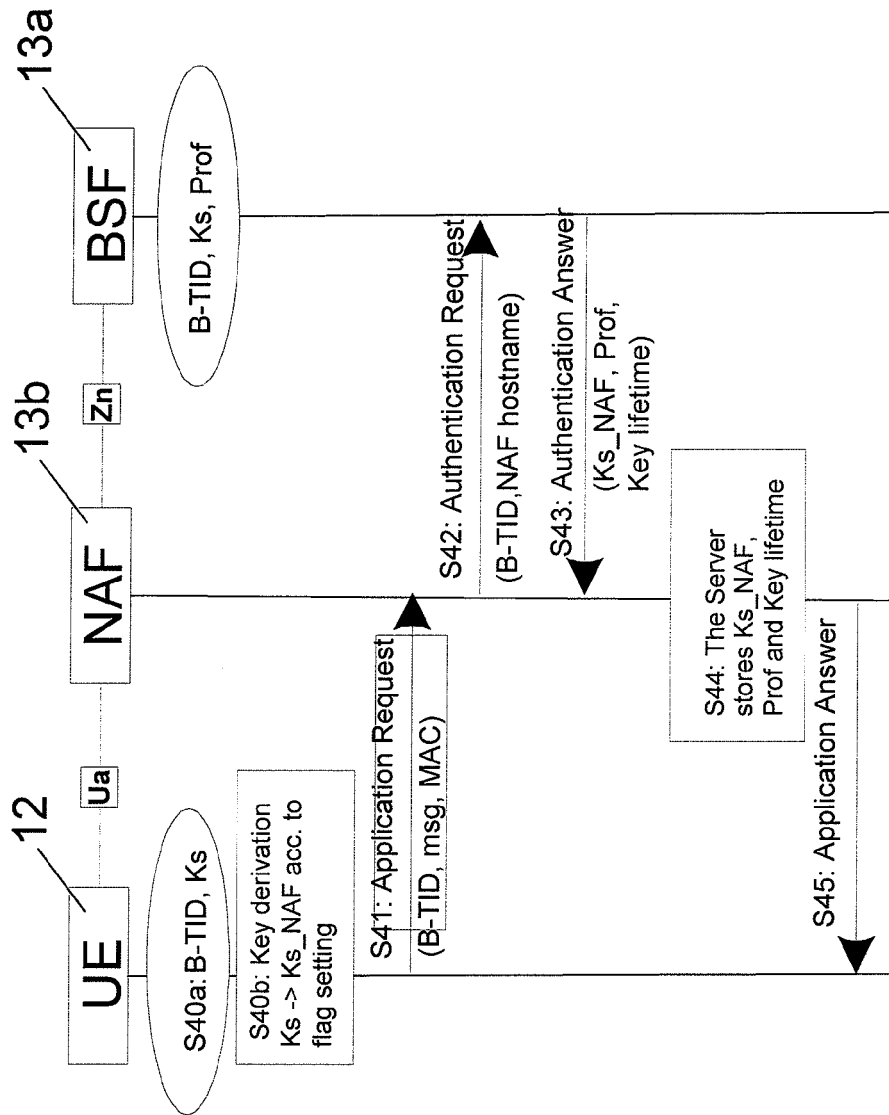 12
13b
13a
UE
Ua
NAF
Zn
BSF
S40a: B-TID, Ks
B-TID, Ks, Prof
S40b: Key derivation
Ks -> Ks_NAF acc. to
flag setting
S41: Application Request
(B-TID, msg, MAC)
S42: Authentication Request
(B-TID,NAF hostname)
S43: Authentication Answer
(Ks_NAF, Prof,
Key lifetime)
S44: The Server
stores Ks_NAF,
Prof and Key lifetime
S45: Application Answer